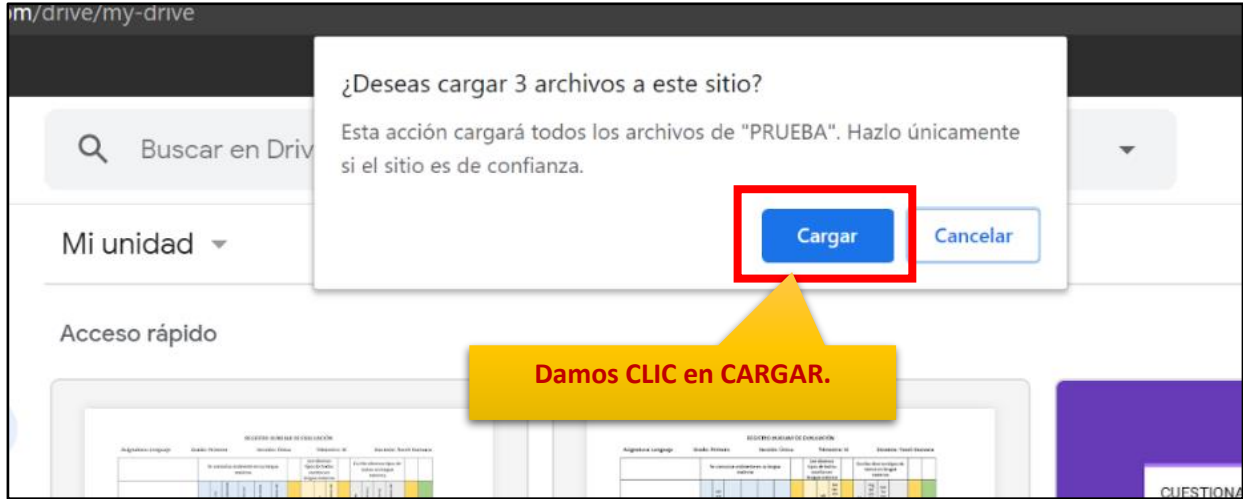 om/drive/my-drive
¿Deseas cargar 3 archivos a este sitio?
Esta acción cargará todos los archivos de "PRUEBA". Hazlo únicamente
si el sitio es de confianza.
Buscar en Driv
Cargar
Cancelar
Mi unidad
Acceso rápido
Damos CLIC en CARGAR.
REGISTRO AUXILIAR DE EVALUACIÓN
REGISTRO AUXILIAR DE EVALUACIÓN
CUESTIONA